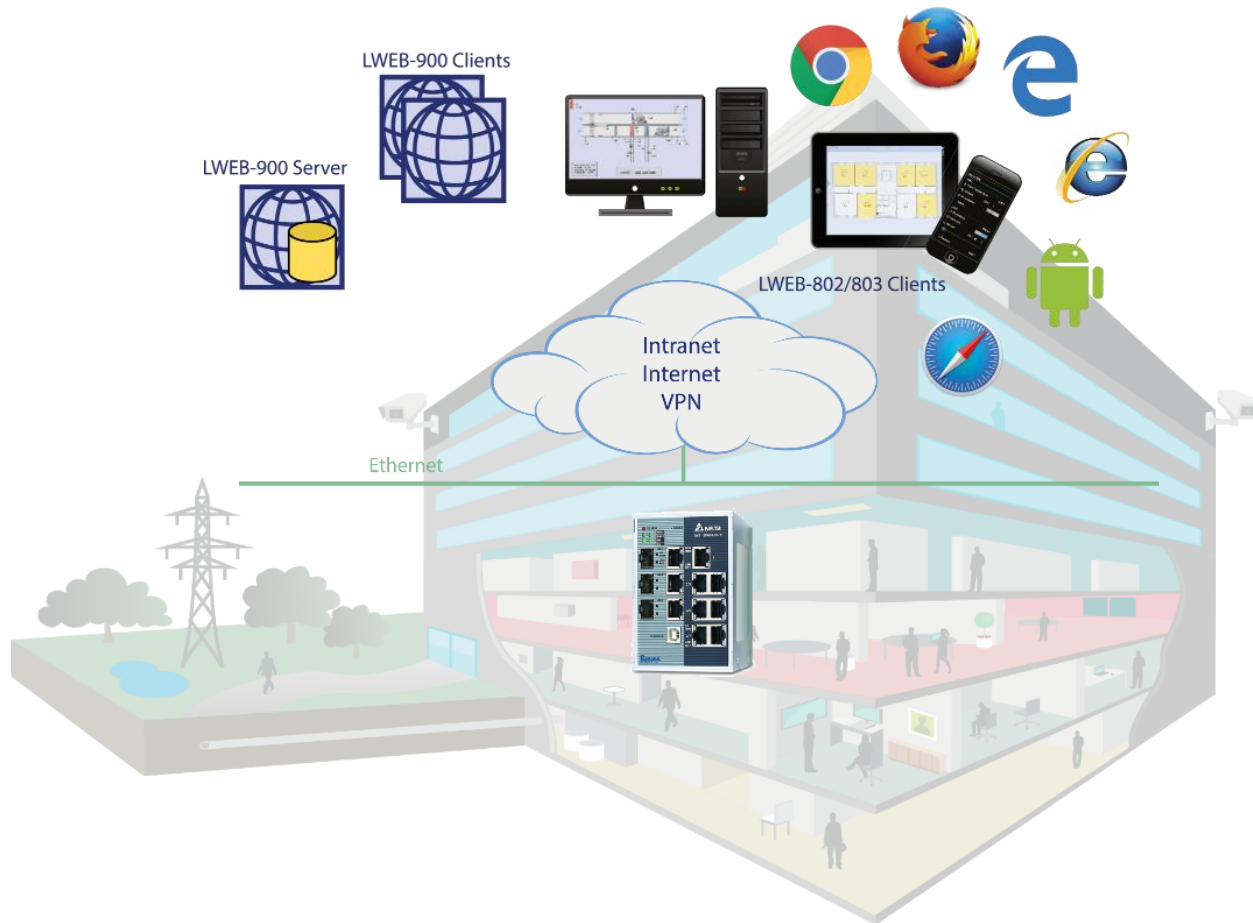 LWEB-900 Clients
LWEB-900 Server
LWEB-802/803 Clients
Intranet
Internet
VPN
Ethernet